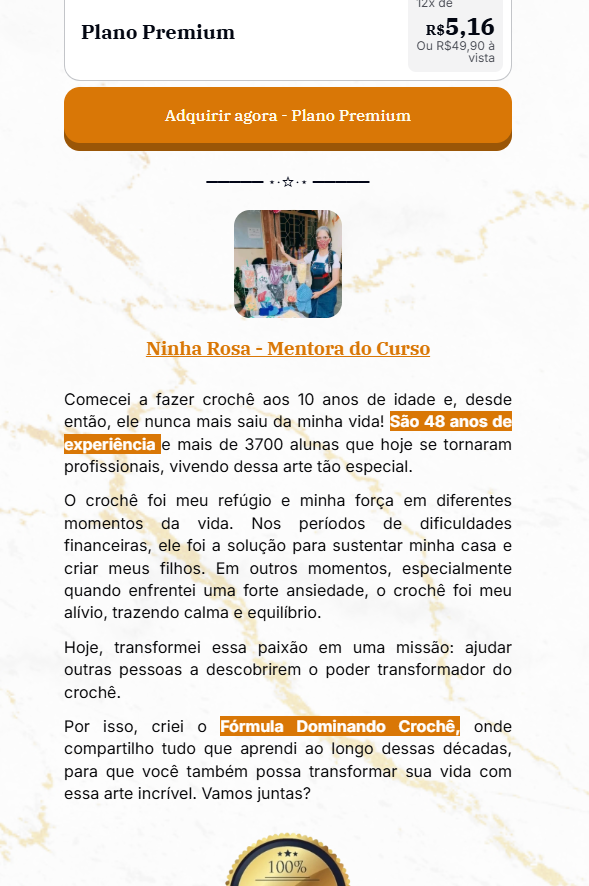 12x de
Plano Premium
R$5,16
Ou R$49,90 à
vista
Adquirir agora - Plano Premium
Ninha Rosa - Mentora do Curso
Comecei a fazer crochê aos 10 anos de idade e, desde
então, ele nunca mais saiu da minha vida! São 48 anos de
experiência e mais de 3700 alunas que hoje se tornaram
profissionais, vivendo dessa arte tão especial.
O crochê foi meu refúgio e minha força em diferentes
momentos da vida. Nos períodos de dificuldades
financeiras, ele foi a solução para sustentar minha casa e
criar meus filhos. Em outros momentos, especialmente
quando enfrentei uma forte ansiedade, o crochê foi meu
alívio, trazendo calma e equilíbrio.
Hoje, transformei essa paixão em uma missão: ajudar
outras pessoas a descobrirem o poder transformador do
crochê.
Por isso, criei o Fórmula Dominando Crochê, onde
compartilho tudo que aprendi ao longo dessas décadas,
para que você também possa transformar sua vida com
essa arte incrível. Vamos juntas?
100%